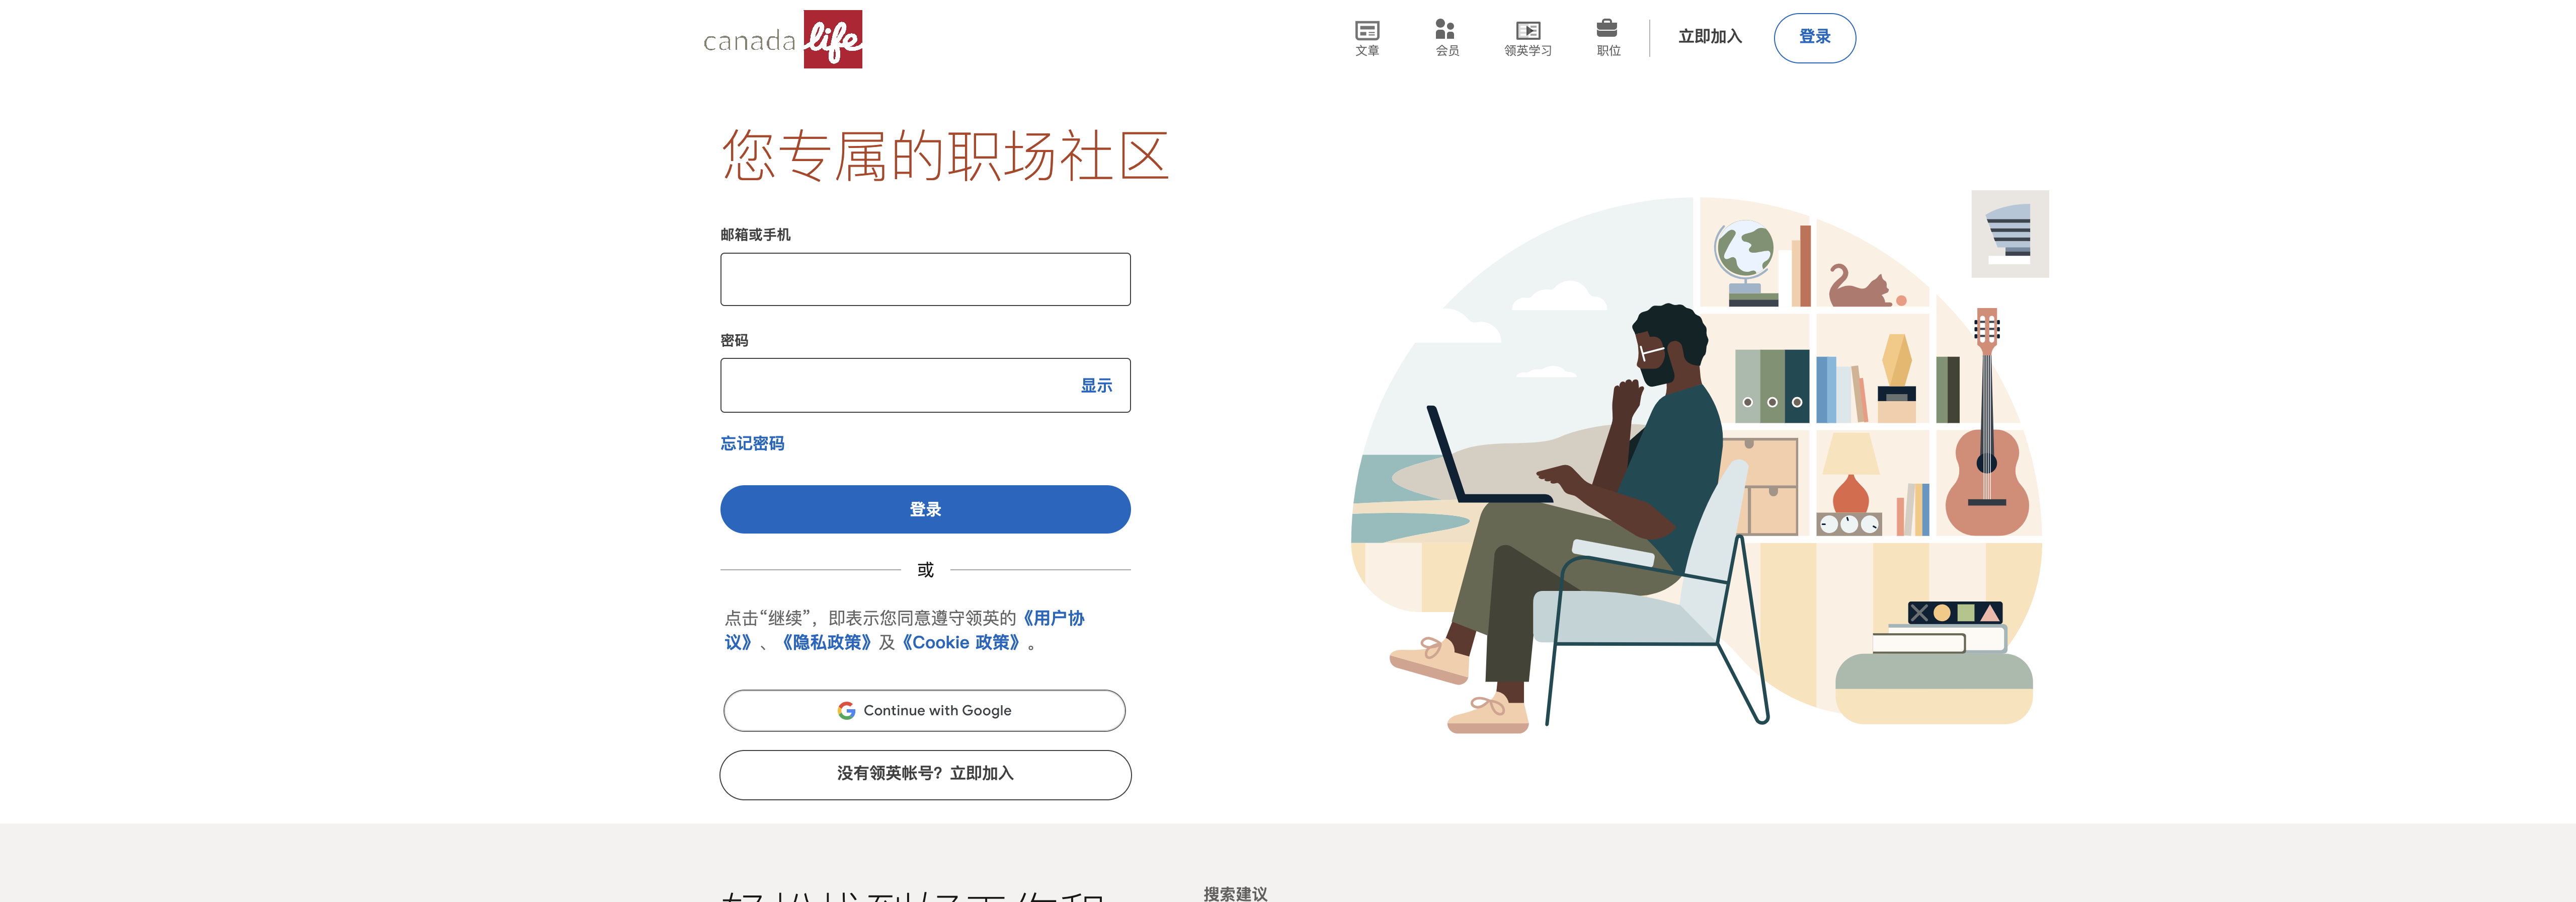 canada life
文章
会员
领英学习
职位
立即加入
登录
您专属的职场社区
邮箱或手机
密码
显示
忘记密码
登录
或
点击“继续”，即表示您同意遵守领英的《用户协
议》、《隐私政策》及《Cookie 政策》。
Continue with Google
没有领英帐号？立即加入
搜索建议